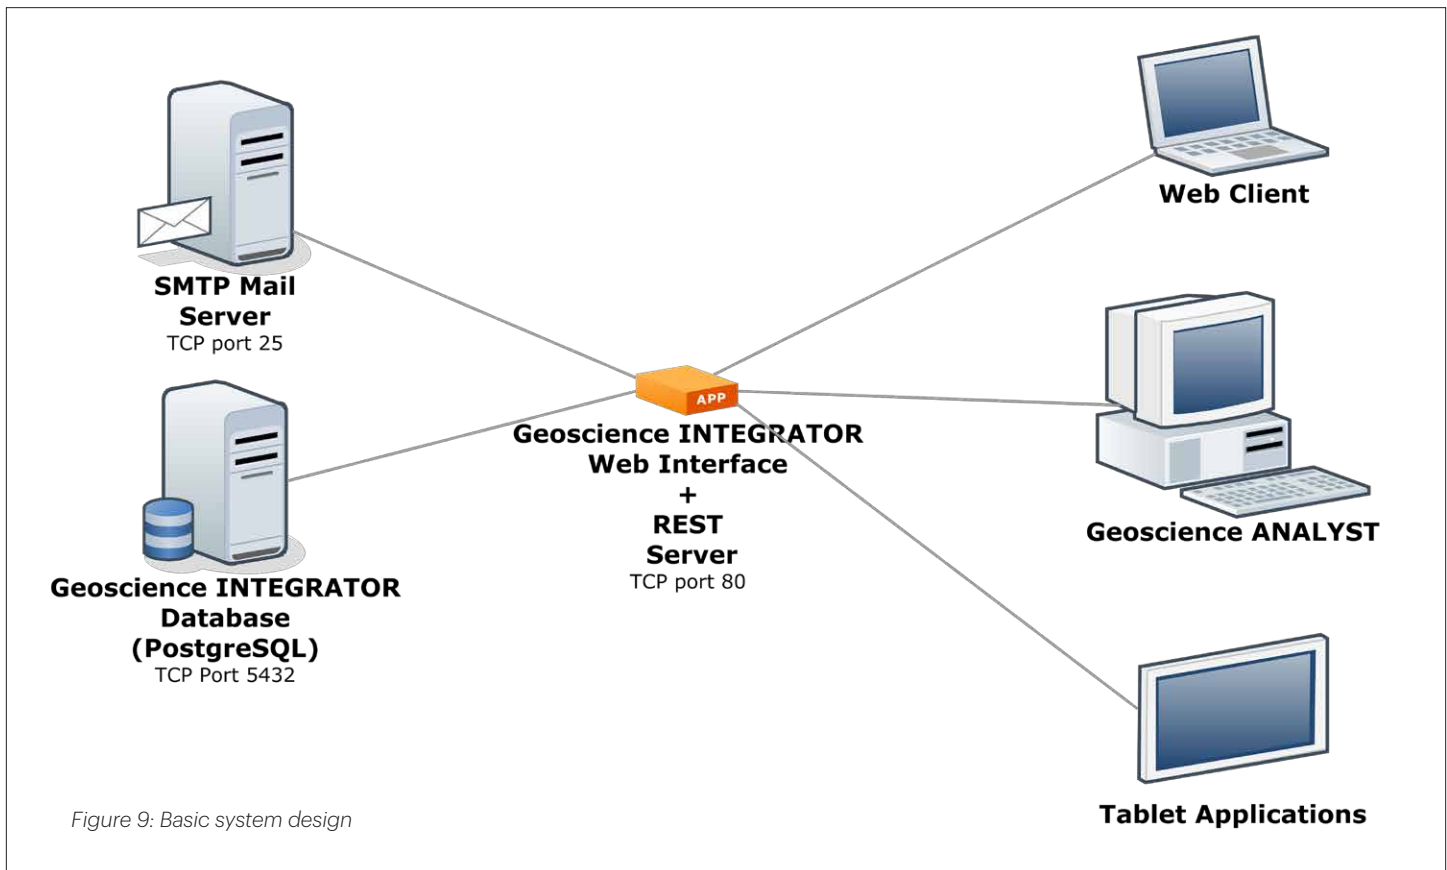 SMTP Mail
Server
TCP port 25
Geoscience INTEGRATOR
Database
(PostgreSQL)
TCP Port 5432
APP
Geoscience INTEGRATOR
Web Interface
+
REST
Server
TCP port 80
Web Client
Geoscience ANALYST
Tablet Applications
Figure 9: Basic system design